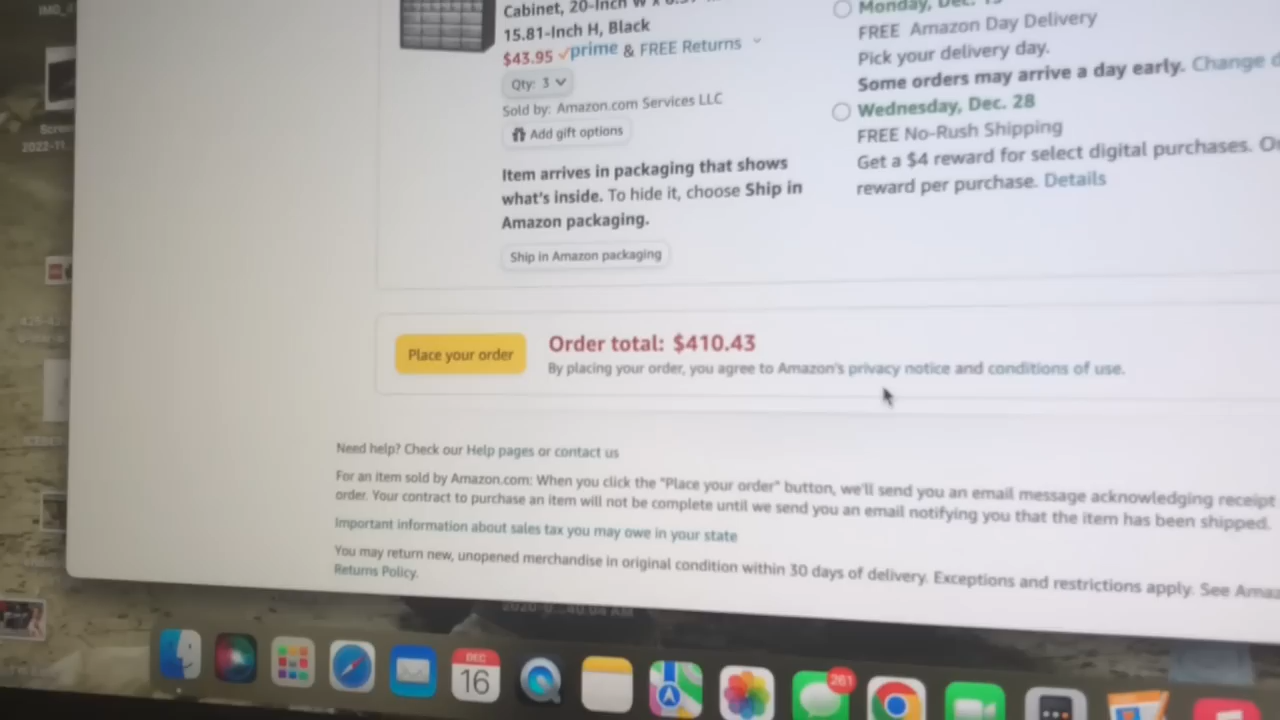 Cabinet, 20-Inch W x
15.81-Inch H, Black
$43.95 prime & FREE Returns
Qty: 3
Sold by: Amazon.com Services LLC
Add gift options
Item arrives in packaging that shows
what's inside. To hide it, choose Ship in
Amazon packaging.
Ship in Amazon packaging
Monday, Dec.
FREE Amazon Day Delivery
Pick your delivery day.
Some orders may arrive a day early. Change
Wednesday, Dec. 28
FREE No-Rush Shipping
Get a $4 reward for select digital purchases.
reward per purchase. Details
Place your order
Order total: $410.43
By placing your order, you agree to Amazon's privacy notice and conditions of use.
Need help? Check our Help pages or contact us
For an item sold by Amazon.com: When you click the "Place your order" button, we'll send you an email message acknowledging receipt
order. Your contract to purchase an item will not be complete until we send you an email notifying you that the item has been shipped.
Important information about sales tax you may owe in your state
You may return new, unopened merchandise in original condition within 30 days of delivery. Exceptions and restrictions apply. See
Returns Policy.
DEC
16
261